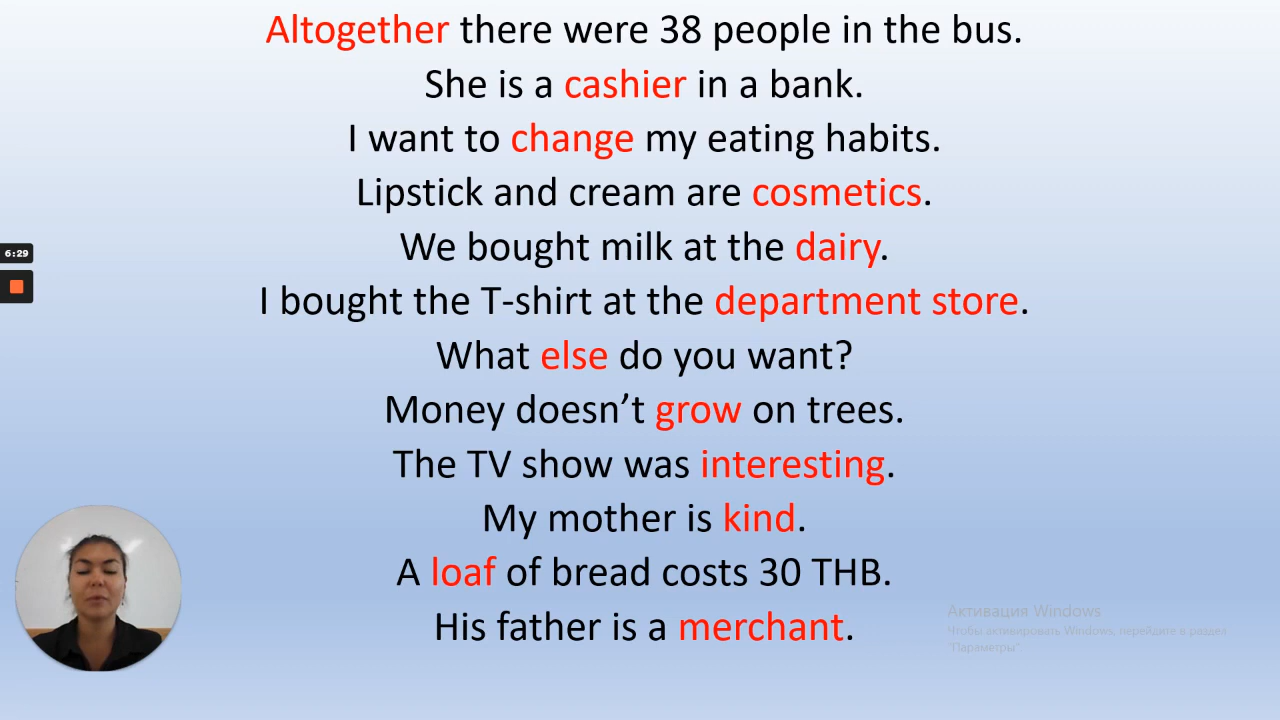 Altogether there were 38 people in the bus.
She is a cashier in a bank.
I want to change my eating habits.
Lipstick and cream are cosmetics.
We bought milk at the dairy.
6:29
I bought the T-shirt at the department store.
What else do you want?
Money doesn’t grow on trees.
The TV show was interesting.
My mother is kind.
A loaf of bread costs 30 THB.
His father is a merchant.
Активация Windows
Чтобы активировать Windows, перейдите в раздел
"Параметры"